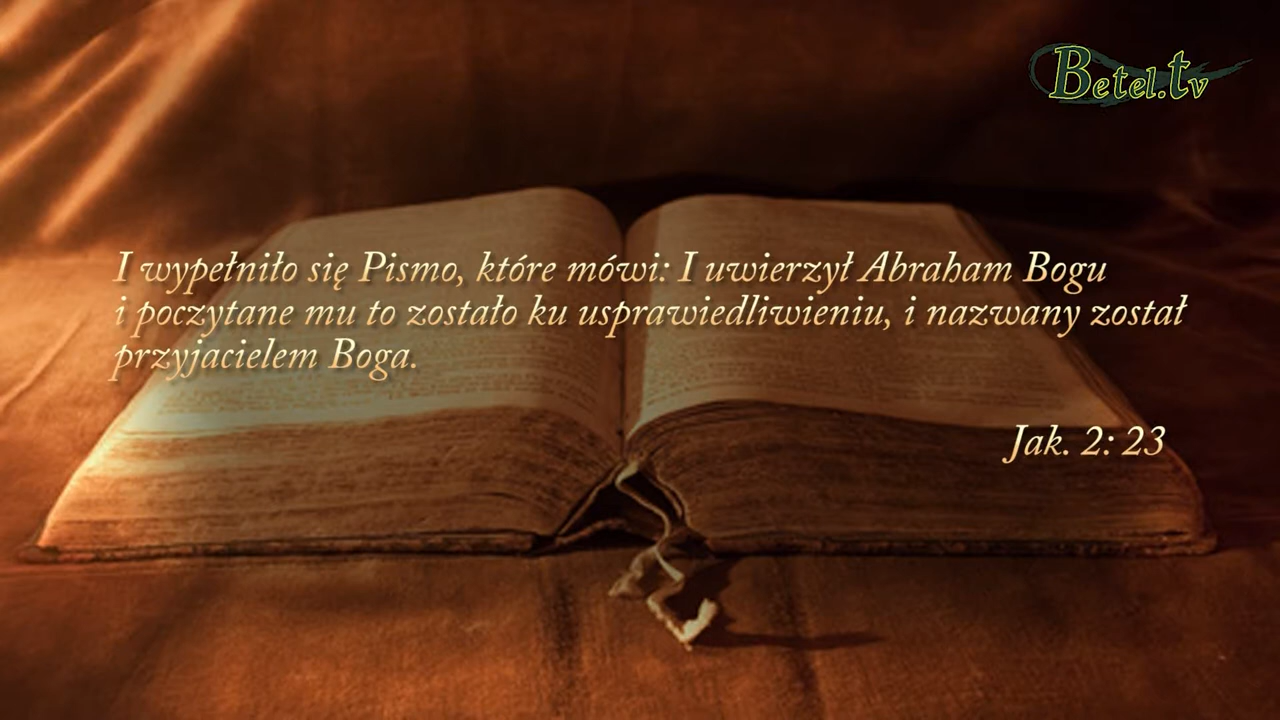 Betel.tv
I wypełniło się Pismo, które mówi: I uwierzył Abraham Bogu
i poczytane mu to zostało ku usprawiedliwieniu, i nazwany został
przyjacielem Boga.
Jak. 2: 23